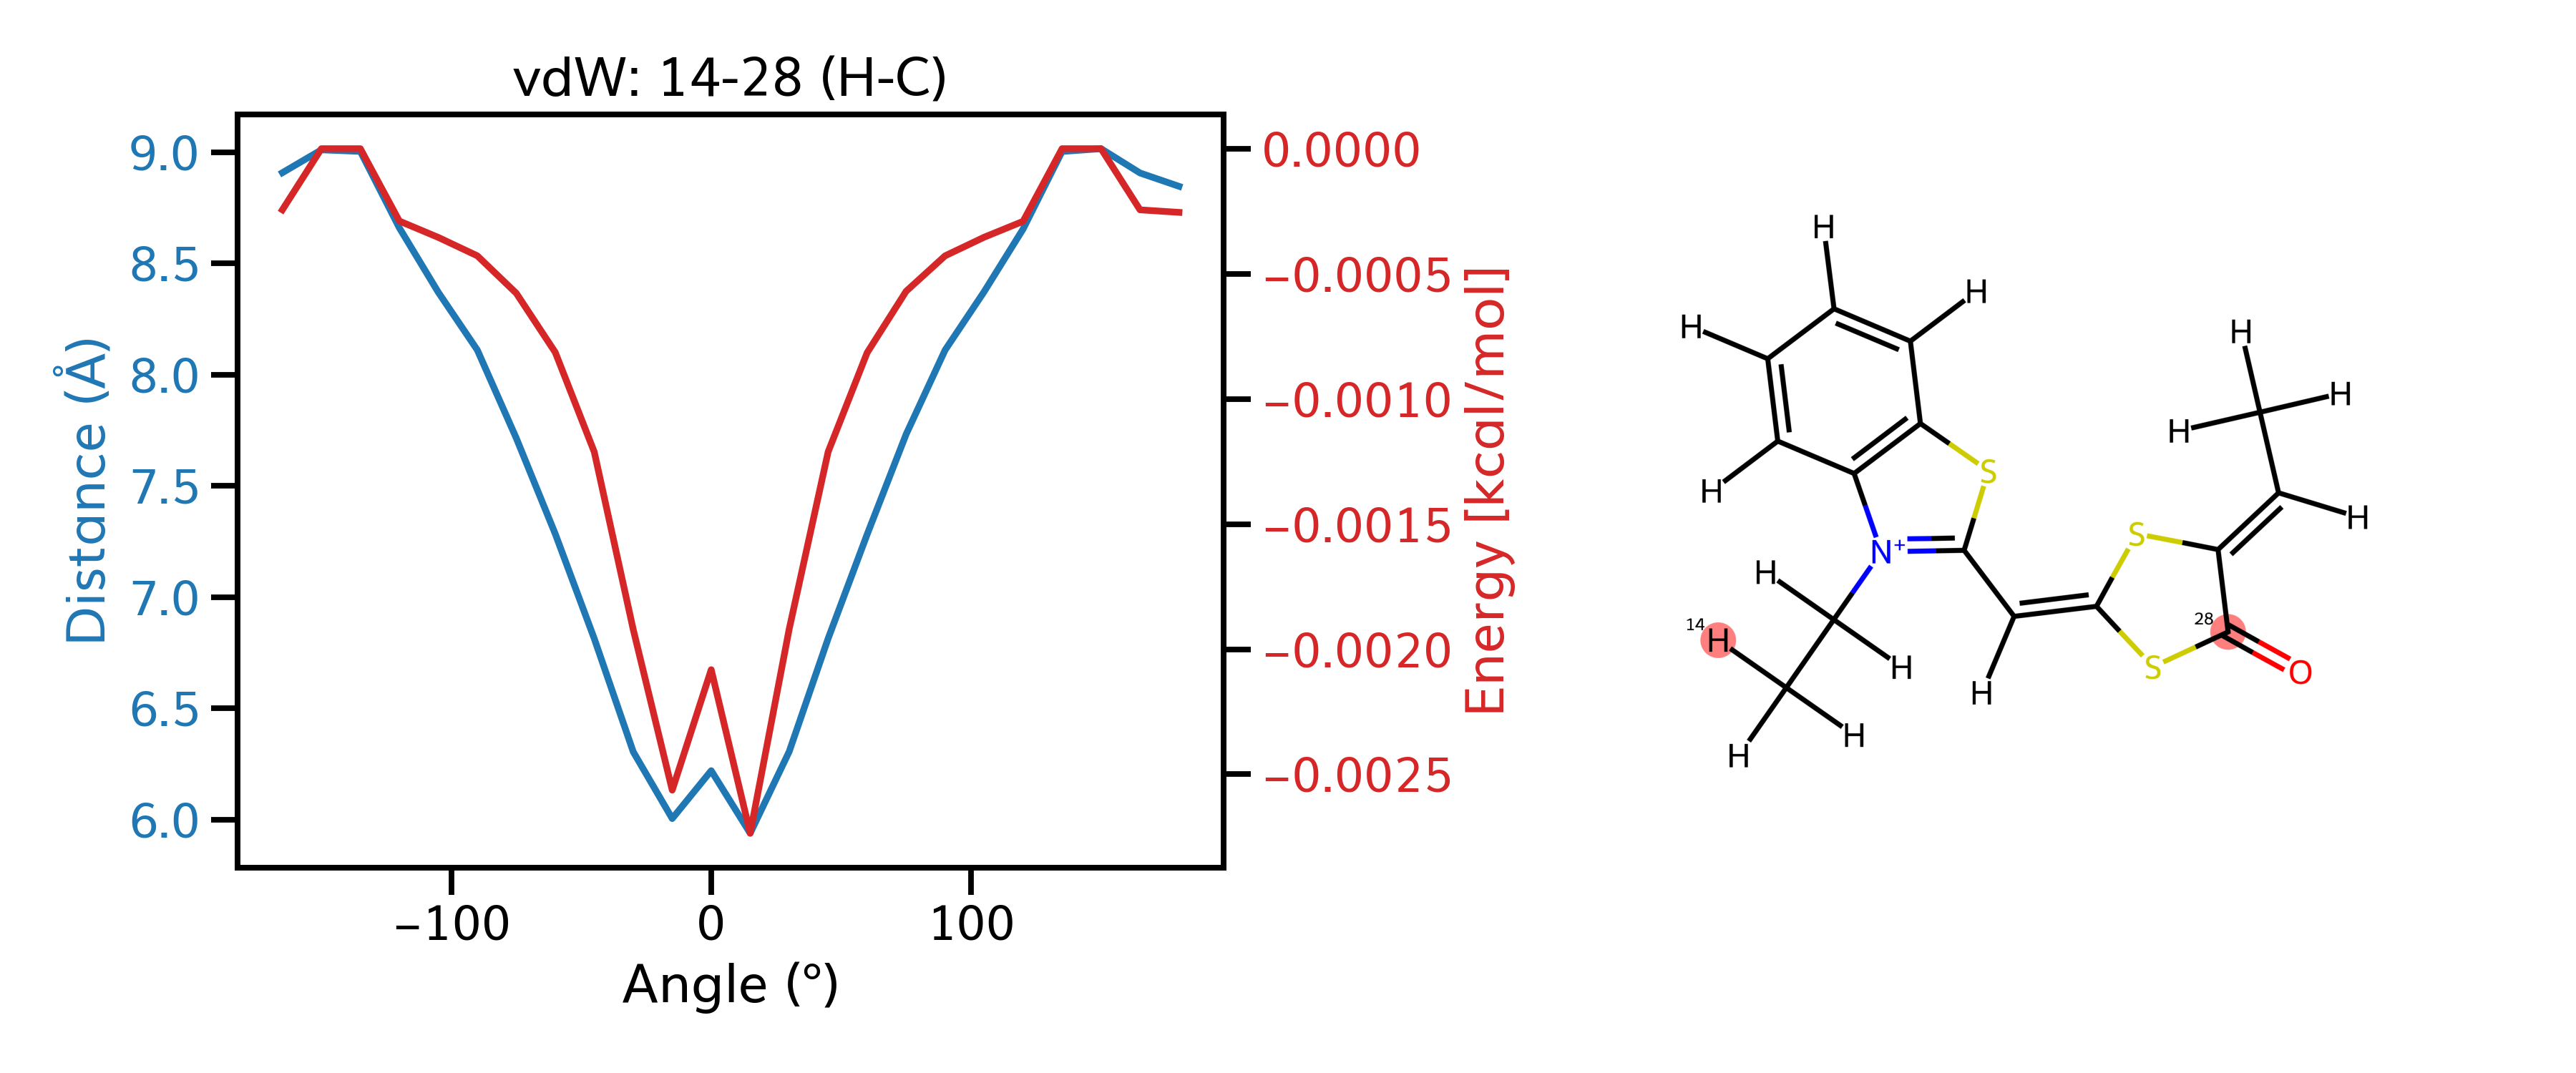 vdW: 14-28 (H-C)
Distance (Å)
9.0
8.5
8.0
7.5
7.0
6.5
6.0
0.0000
−0.0005
−0.0010
−0.0015
−0.0020
−0.0025
Energy [kcal/mol]
−100 0 100
Angle (°)
H
H
H
H
H
H
H
S
H
H
S
N+
H
14
H
28
H
S
O
H
H
H